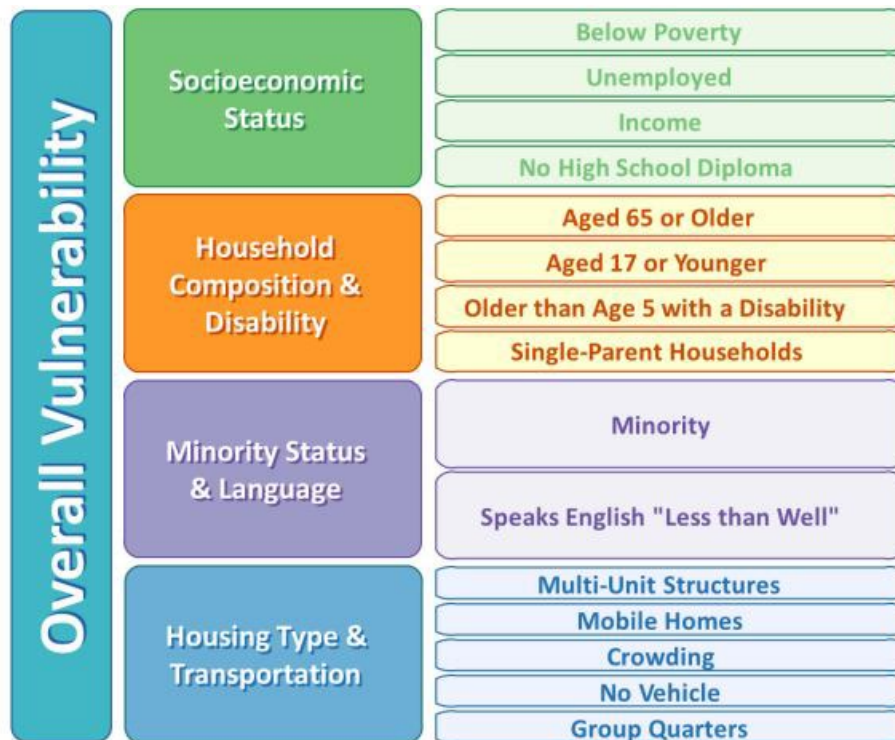 Overall Vulnerability
Socioeconomic
Status
Below Poverty
Unemployed
Income
No High School Diploma
Household
Composition &
Disability
Aged 65 or Older
Aged 17 or Younger
Older than Age 5 with a Disability
Single-Parent Households
Minority Status
& Language
Minority
Speaks English "Less than Well"
Housing Type &
Transportation
Multi-Unit Structures
Mobile Homes
Crowding
No Vehicle
Group Quarters